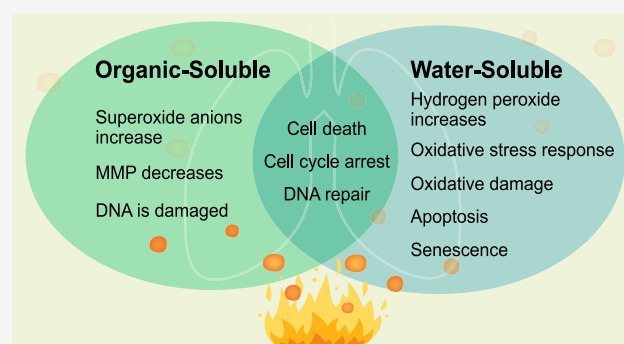 Organic-Soluble
Superoxide anions
increase
MMP decreases
DNA is damaged
Cell death
Cell cycle arrest
DNA repair
Water-Soluble
Hydrogen peroxide
increases
Oxidative stress response
Oxidative damage
Apoptosis
Senescence